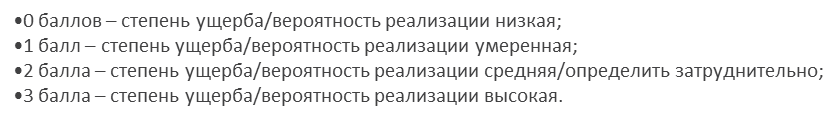 •0 баллов – степень ущерба/вероятность реализации низкая;
•1 балл – степень ущерба/вероятность реализации умеренная;
•2 балла – степень ущерба/вероятность реализации средняя/определить затруднительно;
•3 балла – степень ущерба/вероятность реализации высокая.